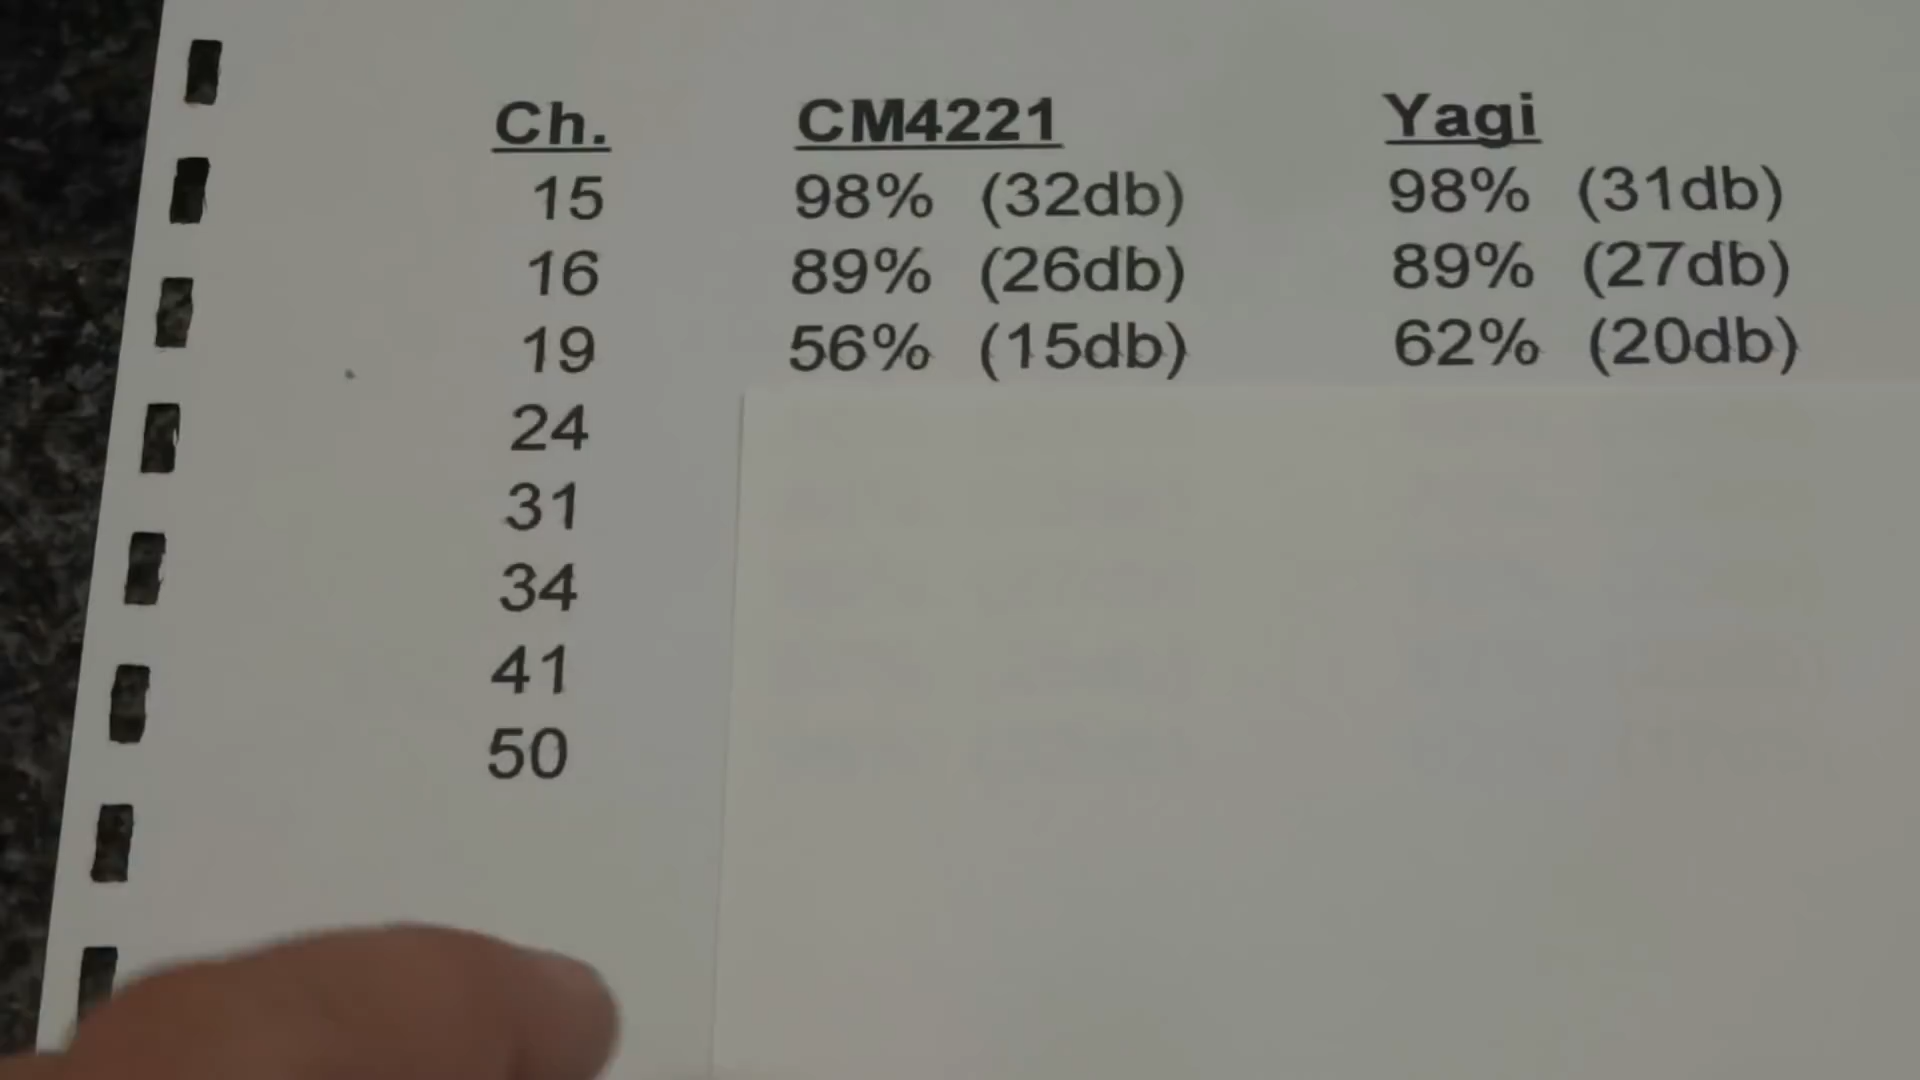 Ch. CM4221 Yagi
15 98% (32db) 98% (31db)
16 89% (26db) 89% (27db)
19 56% (15db) 62% (20db)
24
31
34
41
50